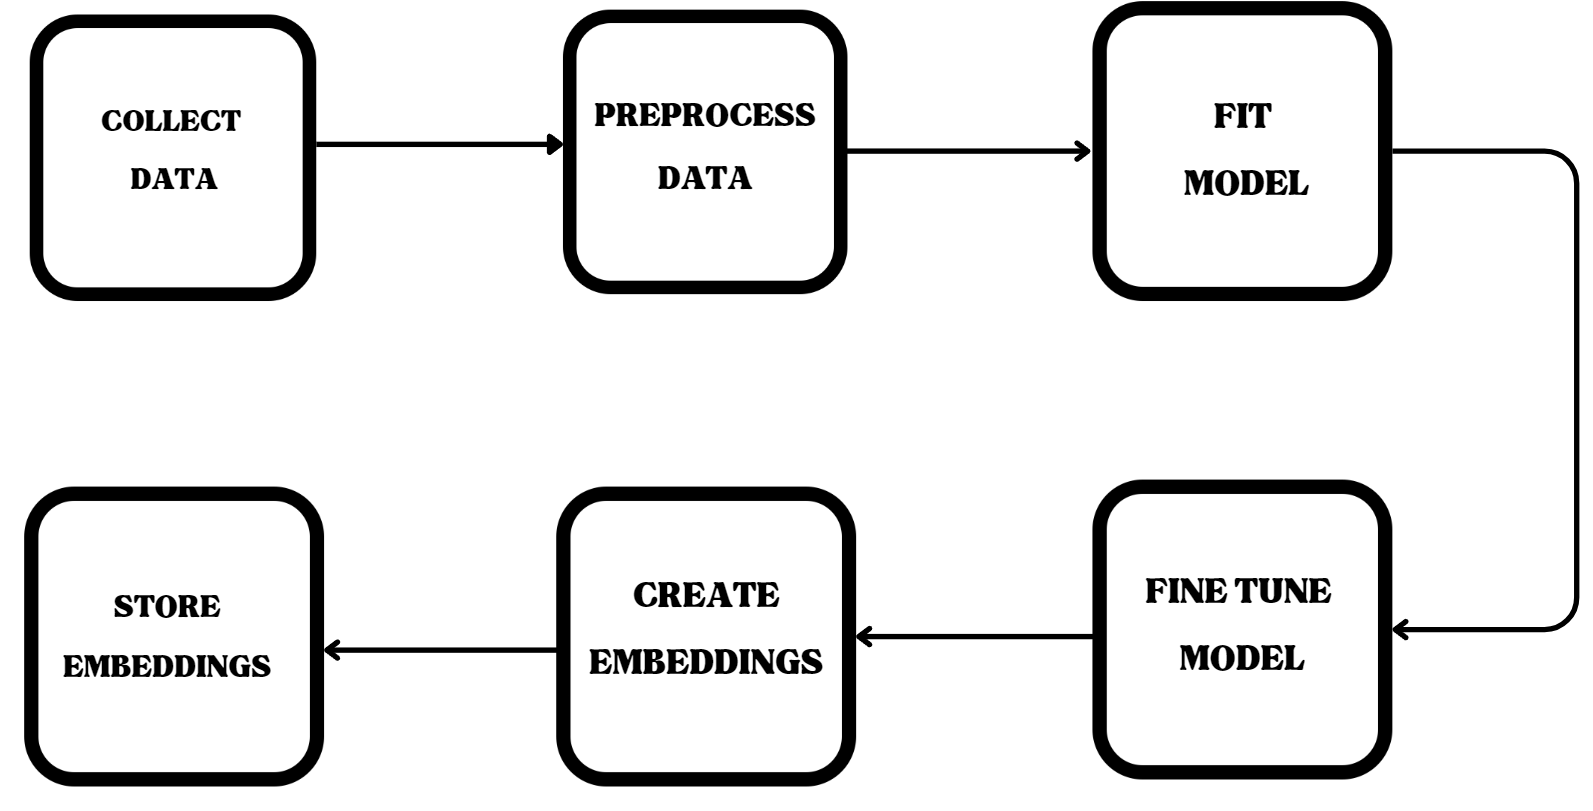 COLLECT
DATA
PREPROCESS
DATA
FIT
MODEL
FINE TUNE
MODEL
CREATE
EMBEDDINGS
STORE
EMBEDDINGS